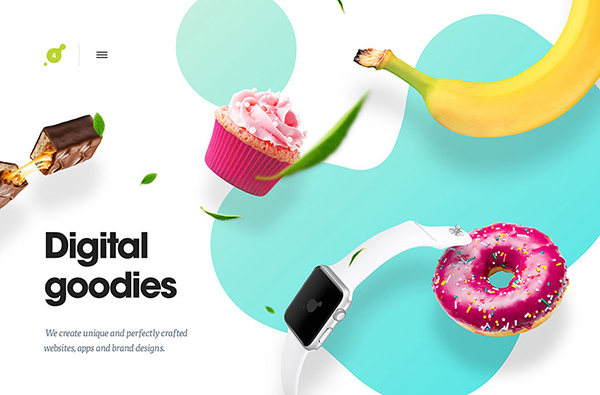 Digital
goodies
We create unique and perfectly crafted
websites, apps and brand designs.